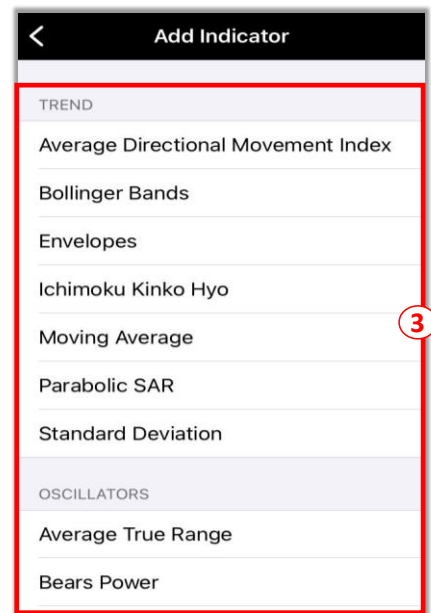 Add Indicator
TREND
Average Directional Movement Index
Bollinger Bands
Envelopes
Ichimoku Kinko Hyo
Moving Average
3
Parabolic SAR
Standard Deviation
OSCILLATORS
Average True Range
Bears Power